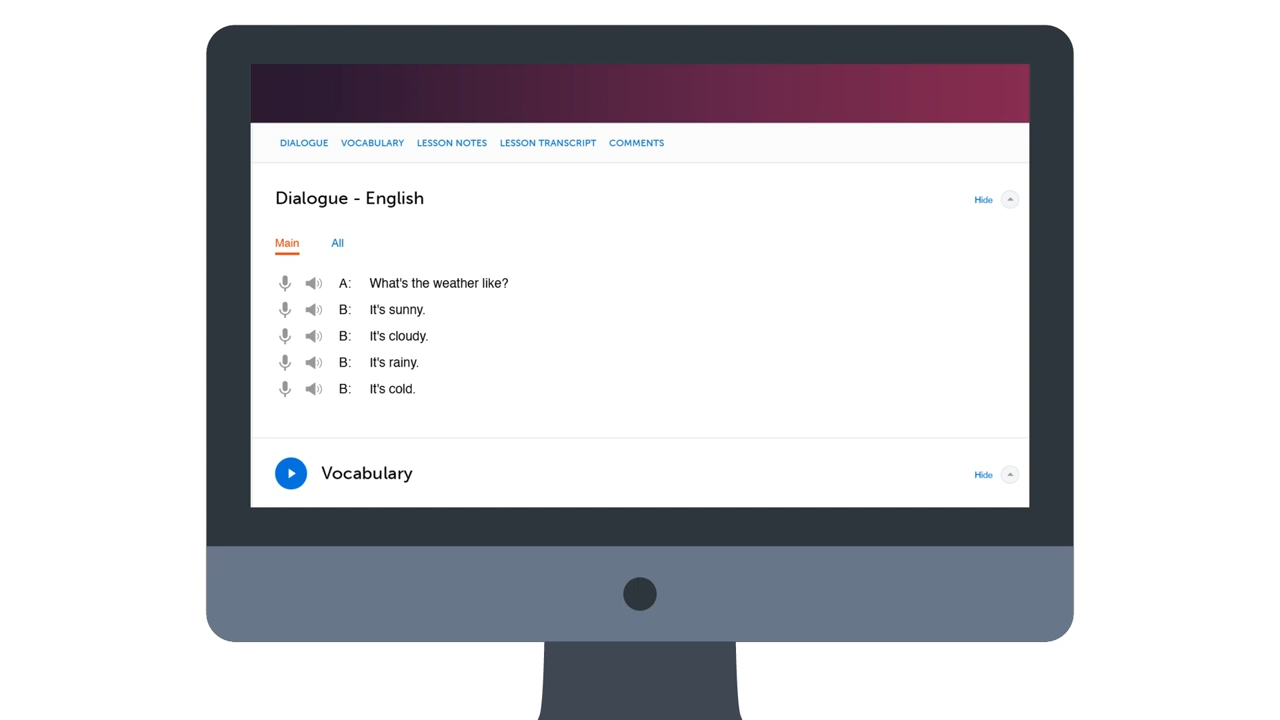 DIALOGUE VOCABULARY LESSON NOTES LESSON TRANSCRIPT COMMENTS
Dialogue - English Hide
Main All
A: What's the weather like?
B: It's sunny.
B: It's cloudy.
B: It's rainy.
B: It's cold.
Vocabulary Hide